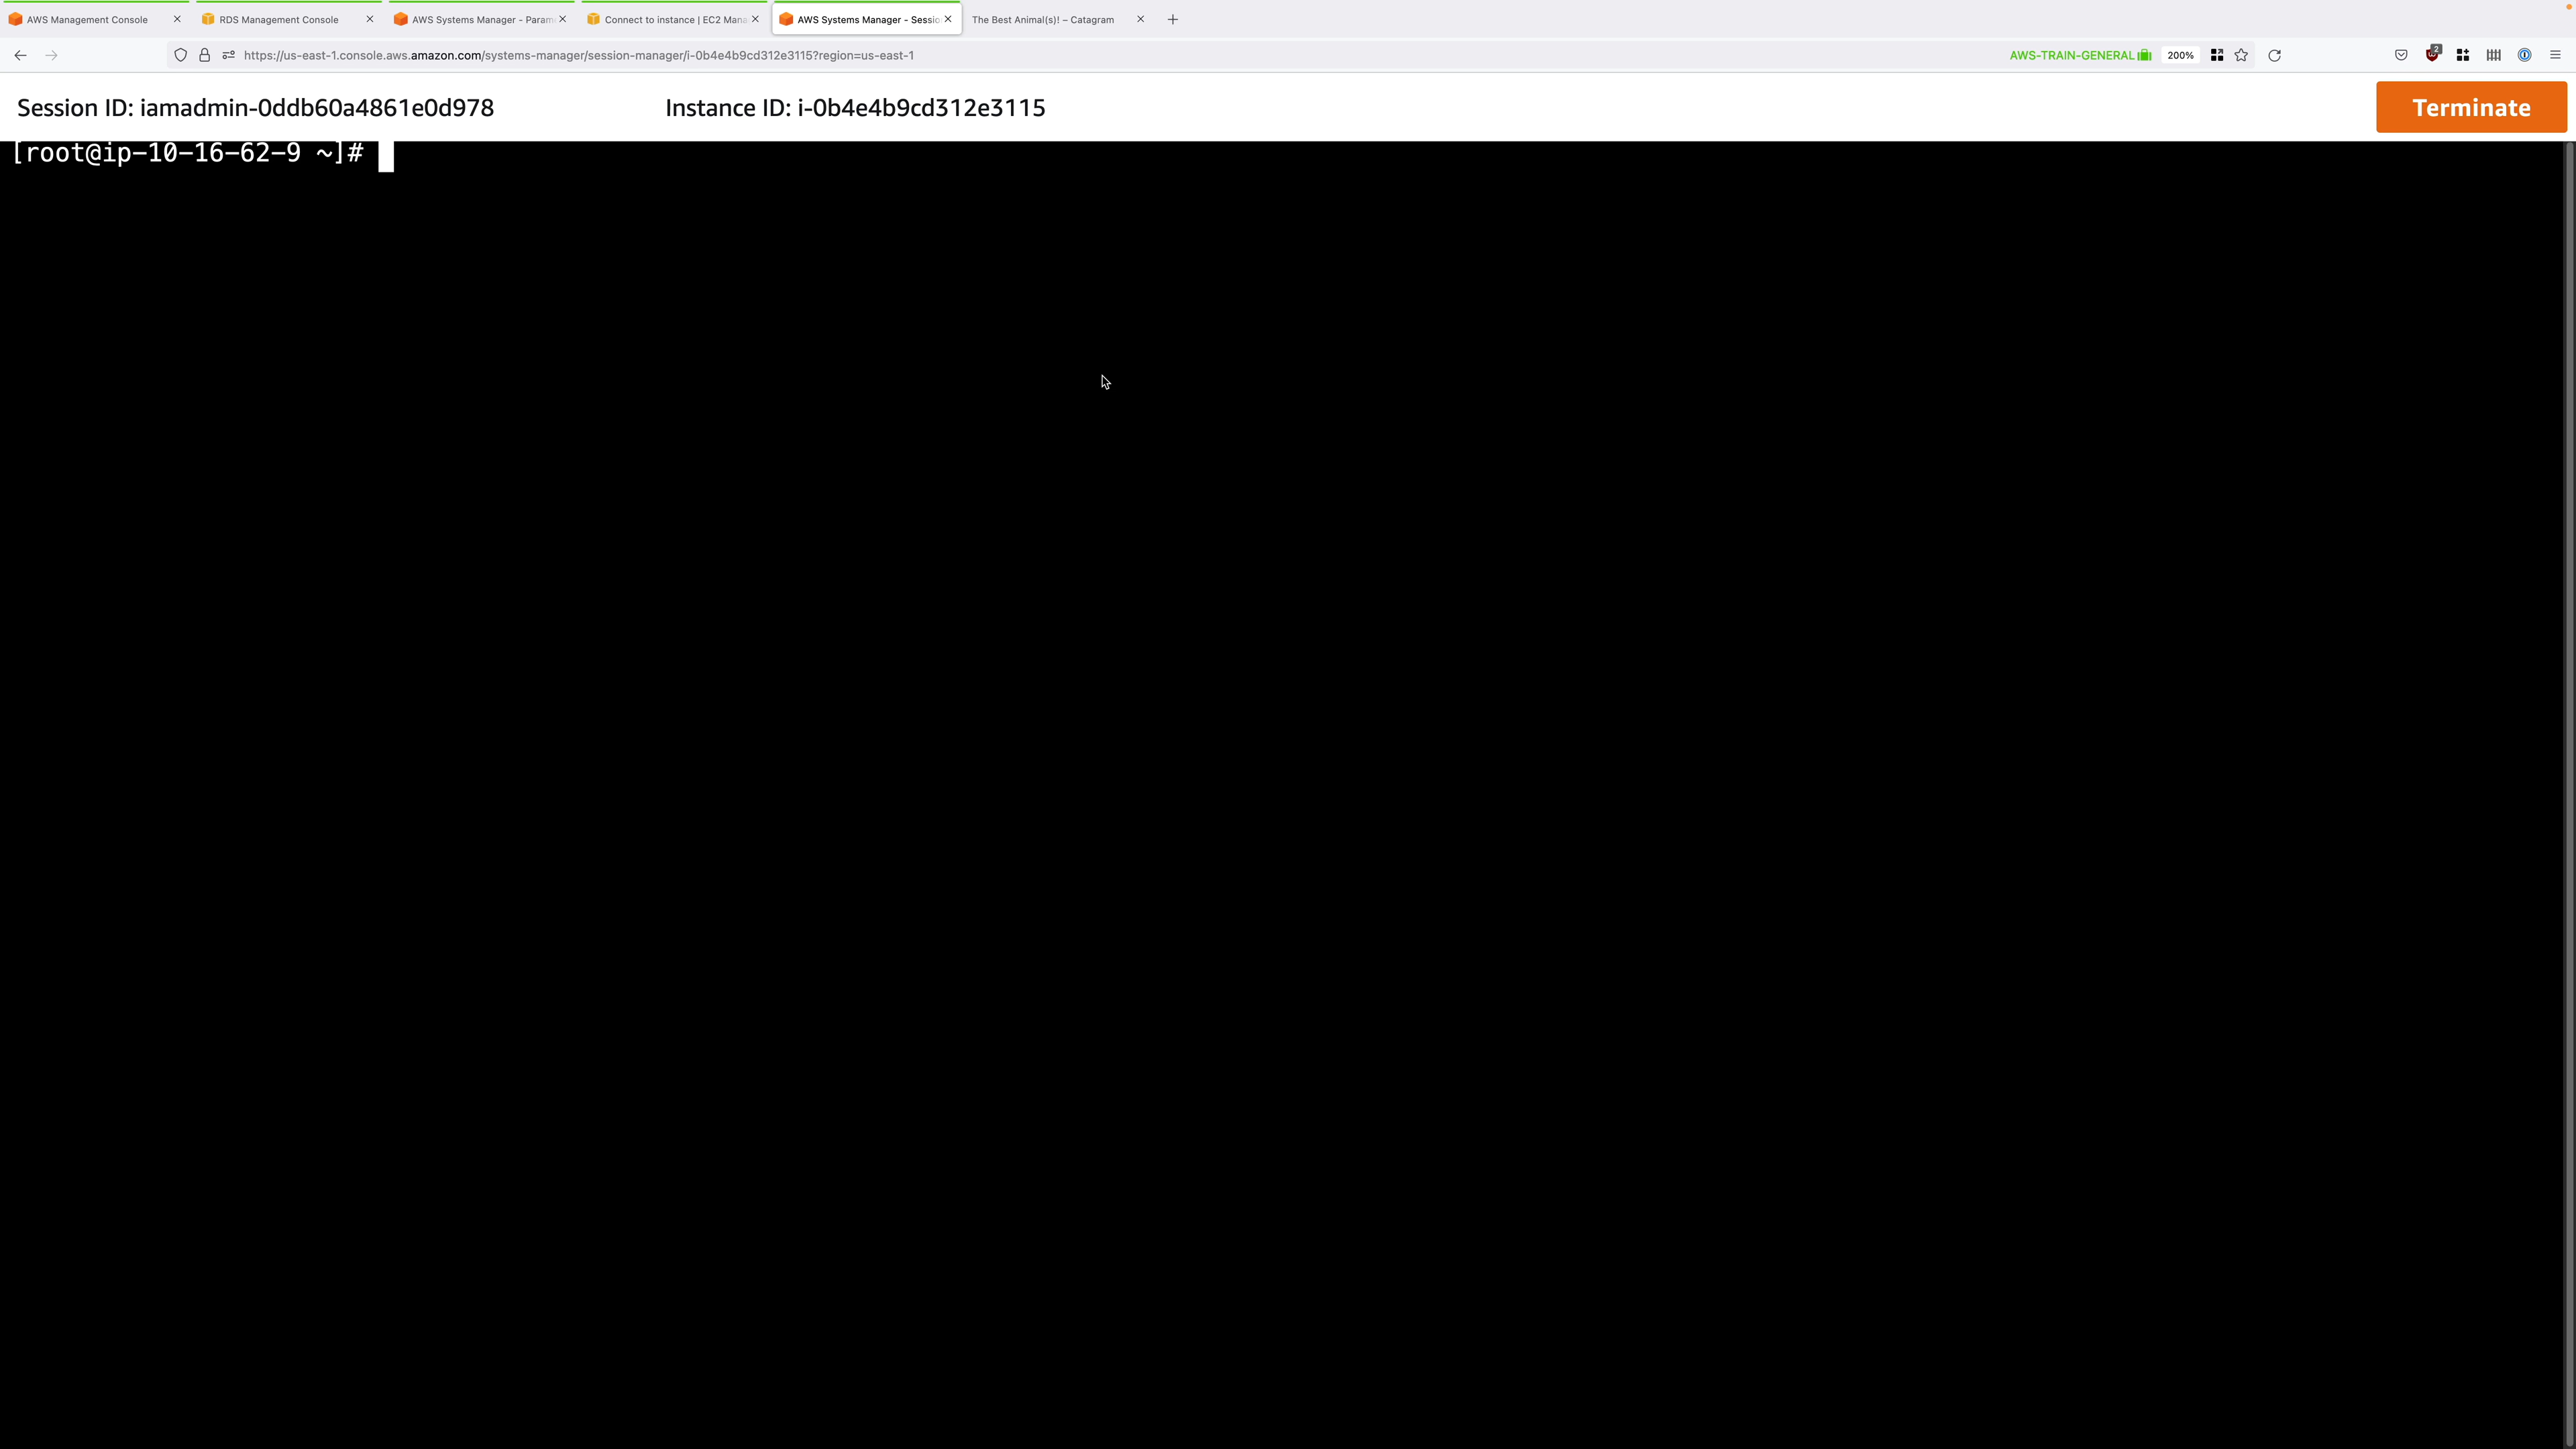 AWS Management Console
RDS Management Console
AWS Systems Manager - Param
Connect to instance | EC2 Mana
AWS Systems Manager - Sessio
The Best Animal(s)! – Catagram
https://us-east-1.console.aws.amazon.com/systems-manager/session-manager/i-0b4e4b9cd312e3115?region=us-east-1
AWS-TRAIN-GENERAL
200%
2
Session ID: iamadmin-0ddb60a4861e0d978
Instance ID: i-0b4e4b9cd312e3115
Terminate
[root@ip-10-16-62-9 ~]#